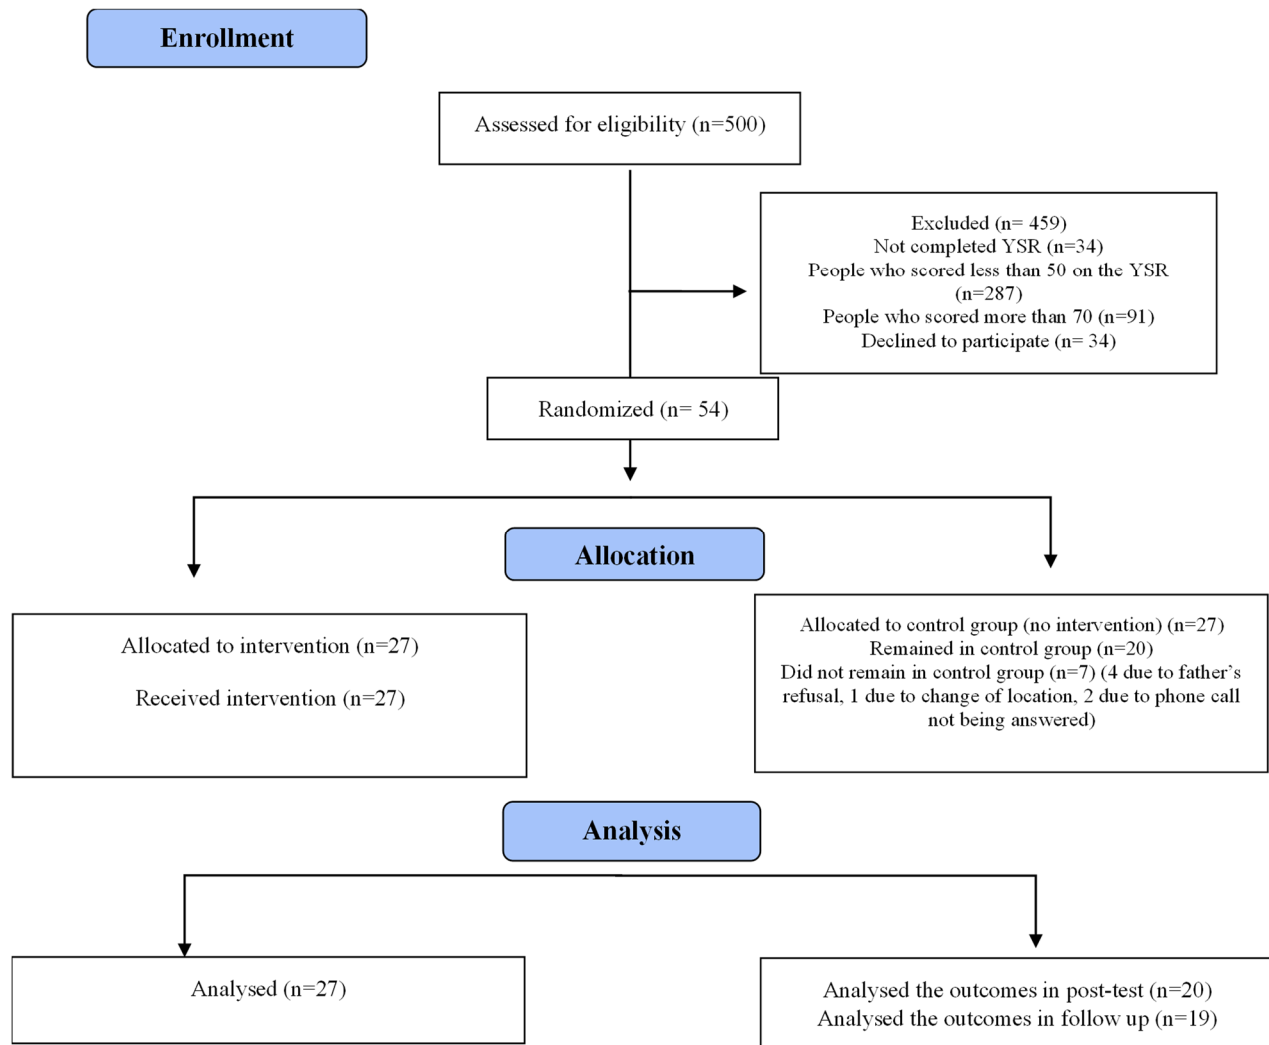 Enrollment
Assessed for eligibility (n=500)
Excluded (n= 459)
Not completed YSR (n=34)
People who scored less than 50 on the YSR
(n=287)
People who scored more than 70 (n=91)
Declined to participate (n= 34)
Randomized (n= 54)
Allocation
Allocated to intervention (n=27)
Received intervention (n=27)
Allocated to control group (no intervention) (n=27)
Remained in control group (n=20)
Did not remain in control group (n=7) (4 due to father’s
refusal, 1 due to change of location, 2 due to phone call
not being answered)
Analysis
Analysed (n=27)
Analysed the outcomes in post-test (n=20)
Analysed the outcomes in follow up (n=19)